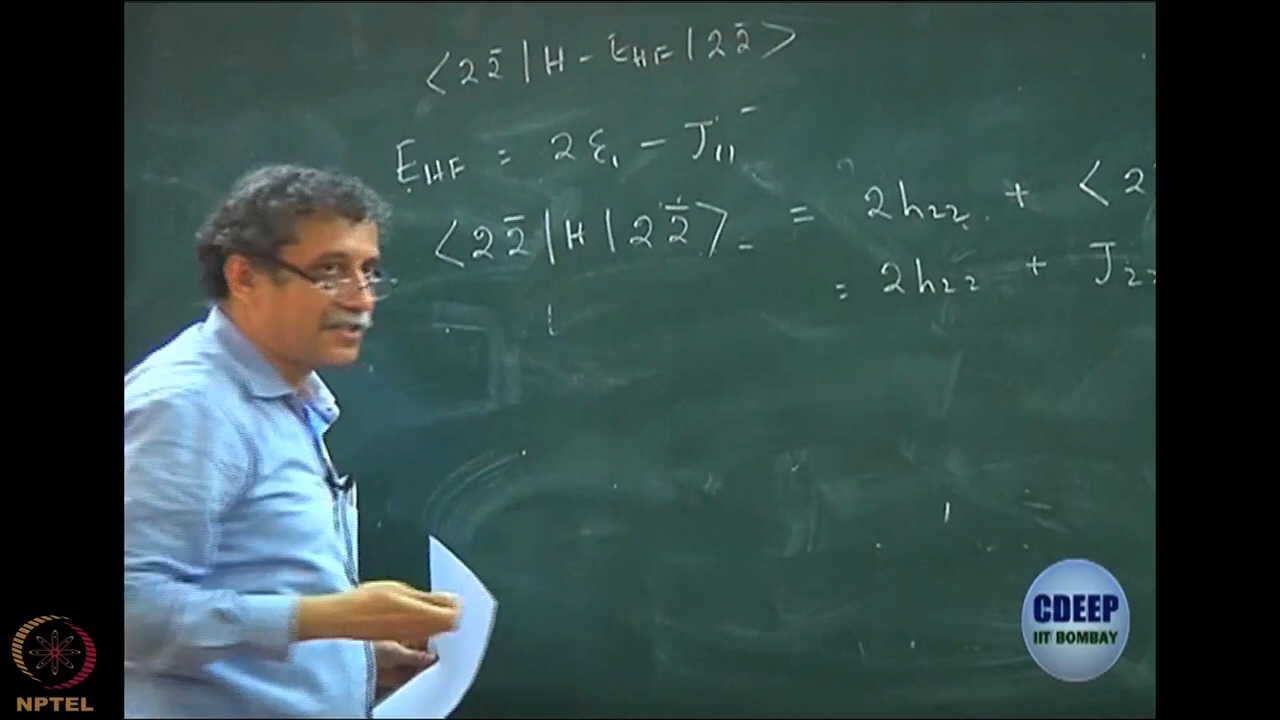 ⟨2 2̄ | H - E_HF | 2 2̄⟩
E_HF = 2ε₁ - J₁₁
⟨2 2̄ | H | 2 2̄⟩ = 2h₂₂ + ⟨2
= 2h₂₂ + J₂₂
CDEEP
IIT BOMBAY
NPTEL